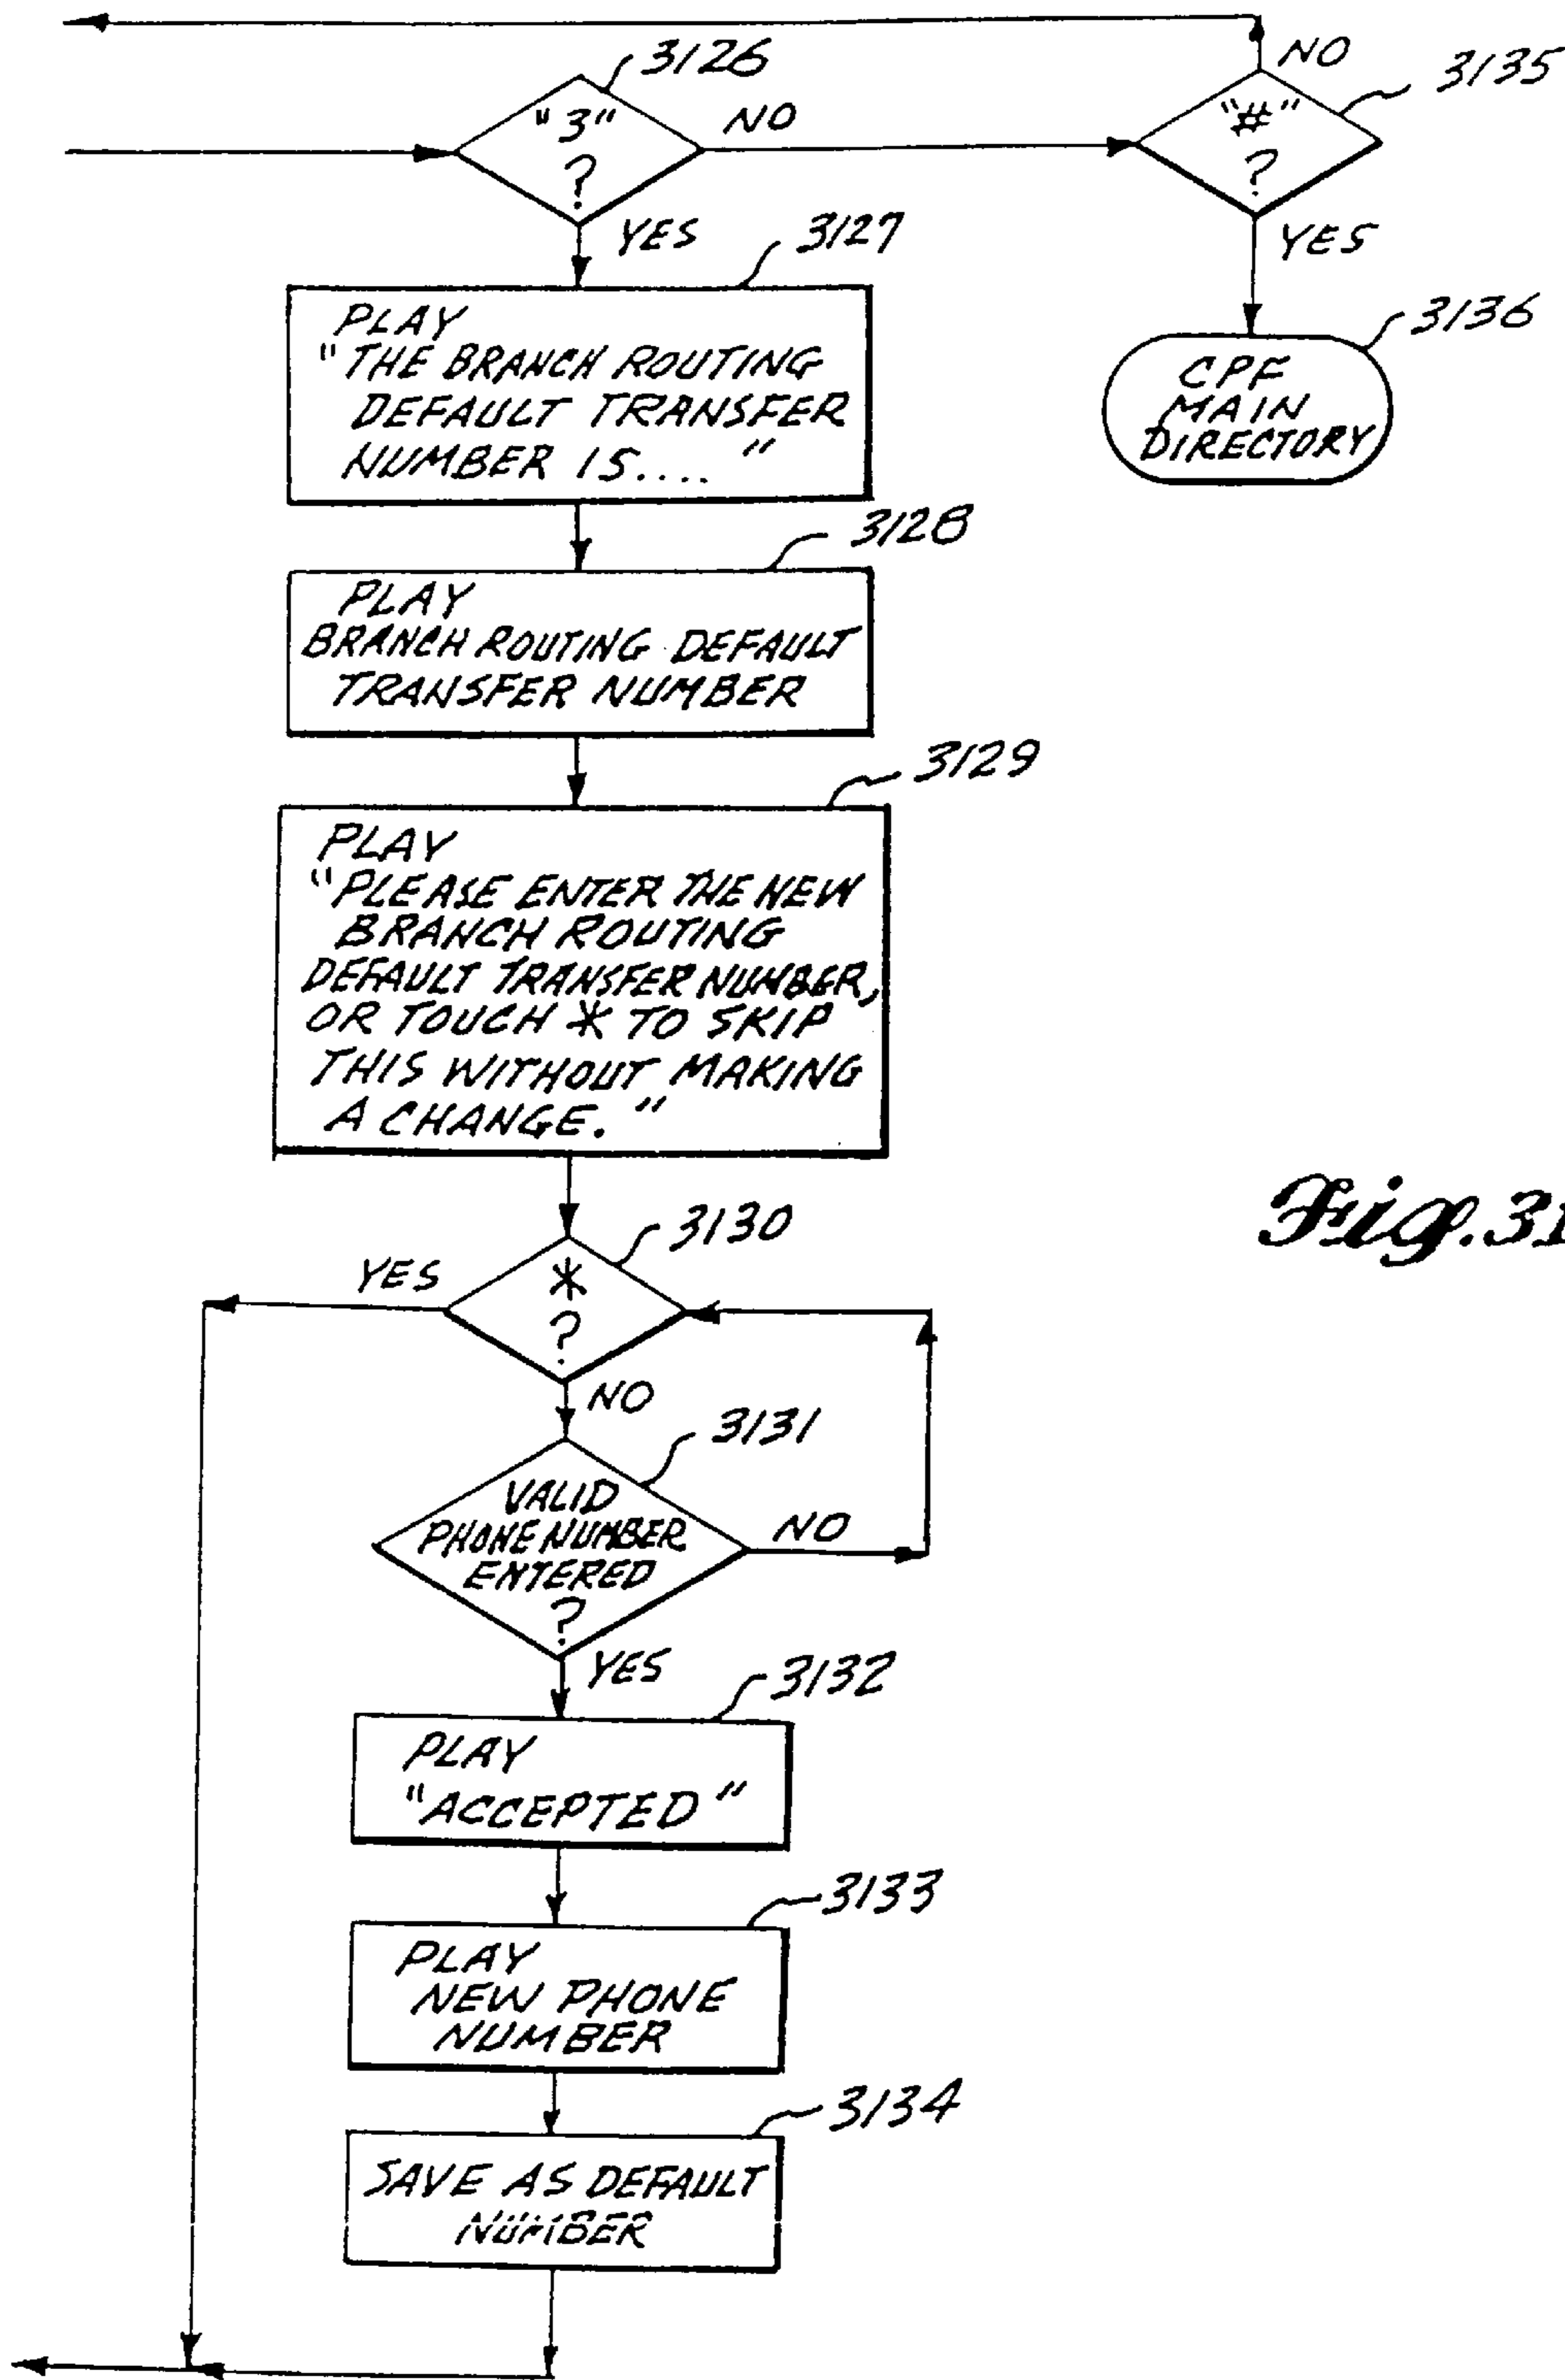 3126
"3"
?
NO
YES
NO
3135
"#"
?
YES
3136
CPF
MAIN
DIRECTORY
3127
PLAY
"THE BRANCH ROUTING
DEFAULT TRANSFER
NUMBER IS...."
3128
PLAY
BRANCH ROUTING DEFAULT
TRANSFER NUMBER
3129
PLAY
"PLEASE ENTER THE NEW
BRANCH ROUTING
DEFAULT TRANSFER NUMBER,
OR TOUCH * TO SKIP
THIS WITHOUT MAKING
A CHANGE."
3130
*
?
YES
NO
3131
VALID
PHONE NUMBER
ENTERED
?
NO
YES
3132
PLAY
"ACCEPTED"
3133
PLAY
NEW PHONE
NUMBER
3134
SAVE AS DEFAULT
NUMBER